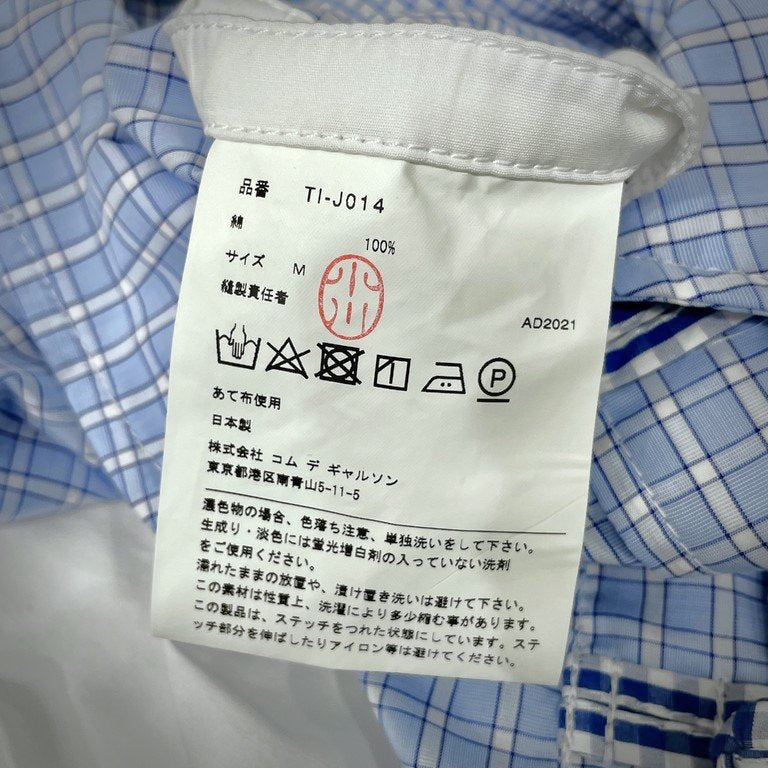 品番 TI-J014
綿 100%
サイズ M
縫製責任者
AD2021
P
あて布使用
日本製
株式会社 コム デ ギャルソン
東京都港区南青山5-11-5
濃色物の場合、色落ち注意、単独洗いをして下さい。
生成り・淡色には蛍光増白剤の入っていない洗剤
をご使用ください。
濡れたままの放置や、漬け置き洗いは避けて下さい。
この素材は性質上、洗濯により多少縮む事があります。
この製品は、ステッチをつれた状態にしています。ステ
ッチ部分を伸ばしたりアイロン等は避けてください。